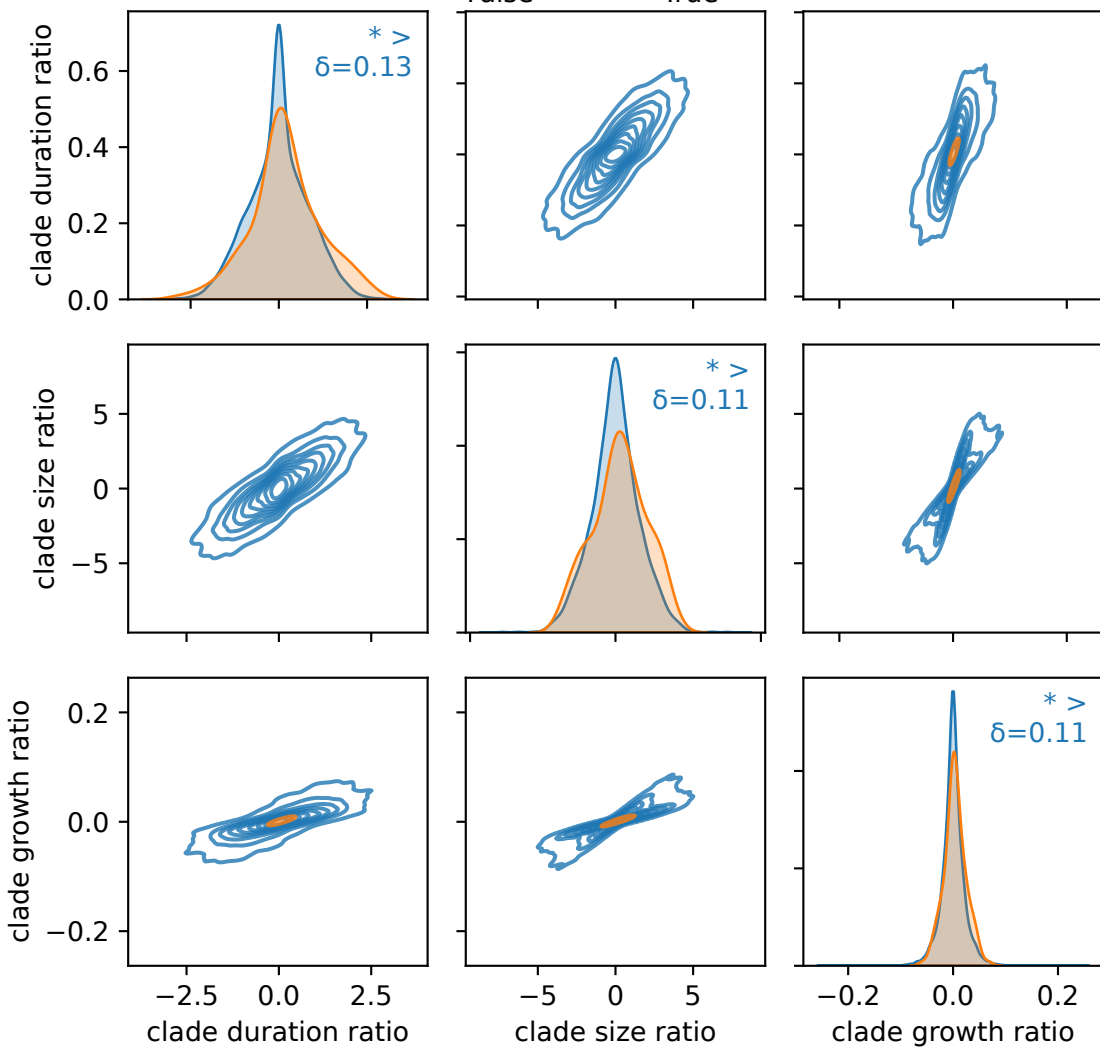 clade duration ratio
0.6
0.4
0.2
0.0
* >
δ=0.13
clade size ratio
5
0
−5
* >
δ=0.11
clade growth ratio
0.2
0.0
−0.2
* >
δ=0.11
−2.5 0.0 2.5
−5 0 5
−0.2 0.0 0.2
clade duration ratio
clade size ratio
clade growth ratio